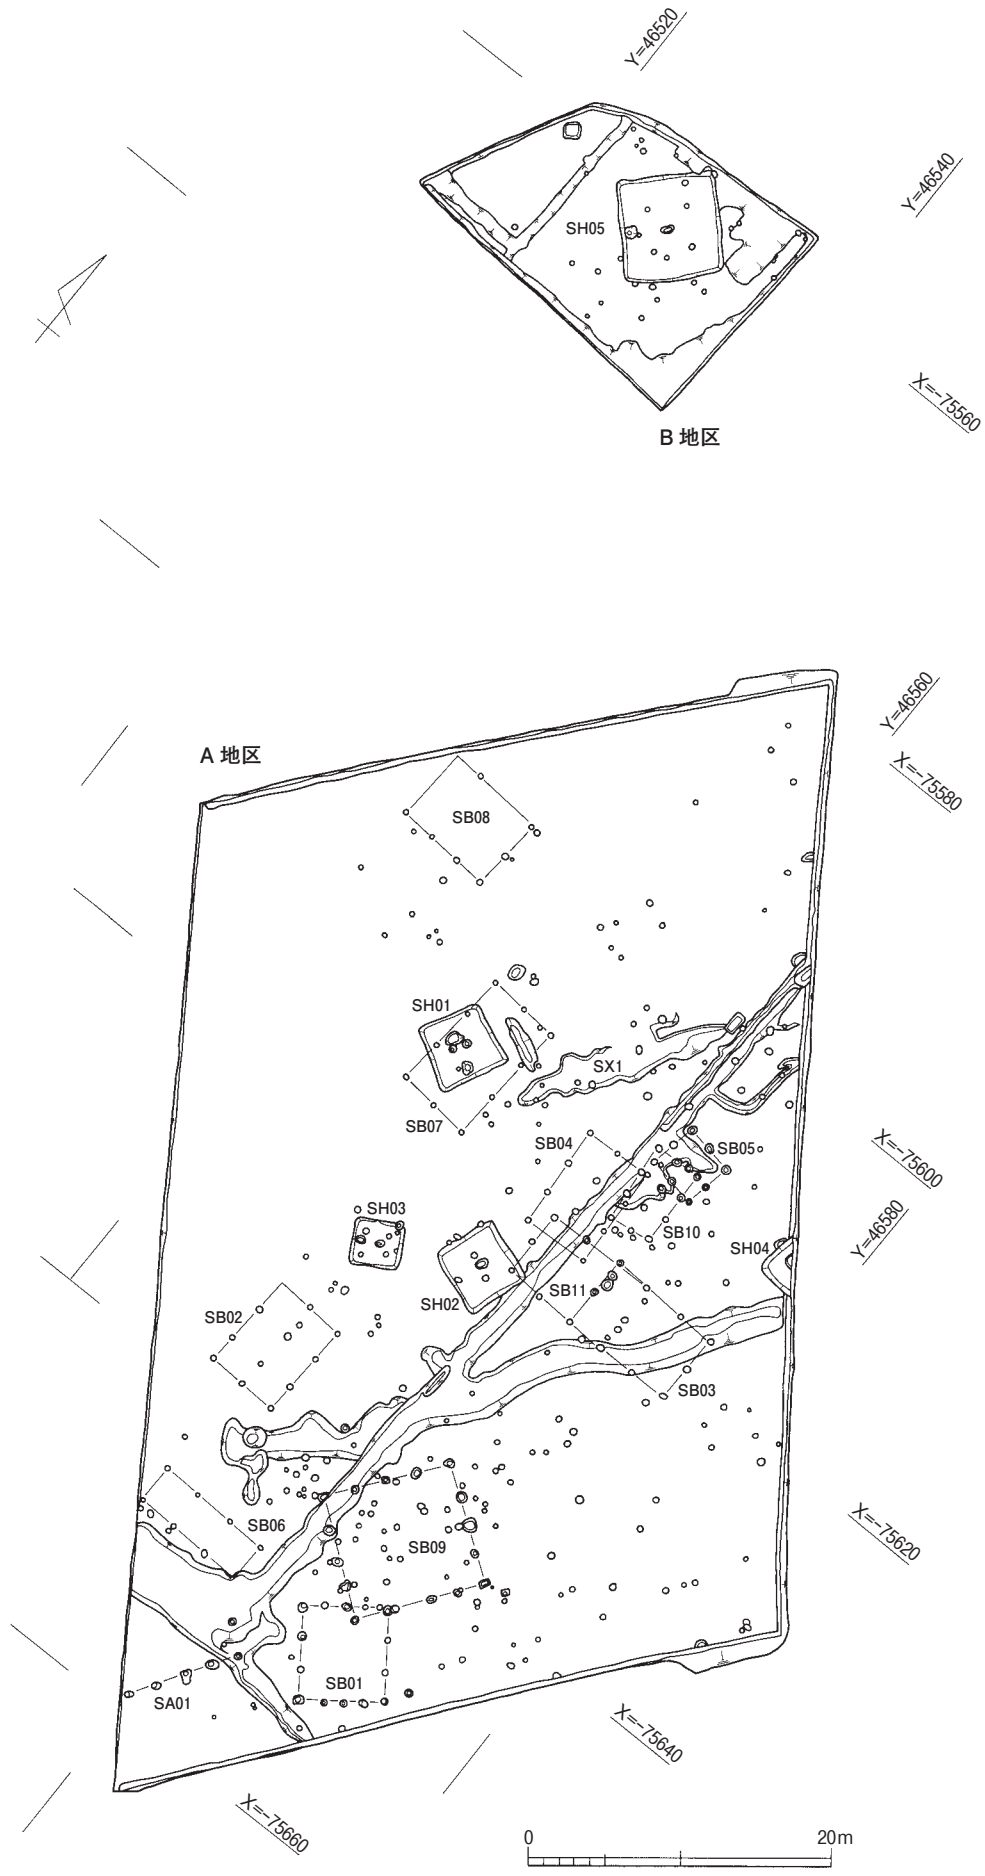 Y=46520
Y=46540
SH05
X=-75560
B 地区
Y=46560
A 地区
X=-75580
SB08
SH01
SX1
SB07
SB04
SB05
X=-75600
SH03
SB10
Y=46580
SH04
SB11
SH02
SB02
SB03
SB06
X=-75620
SB09
SB01
SA01
X=-75640
X=-75660
0 20m